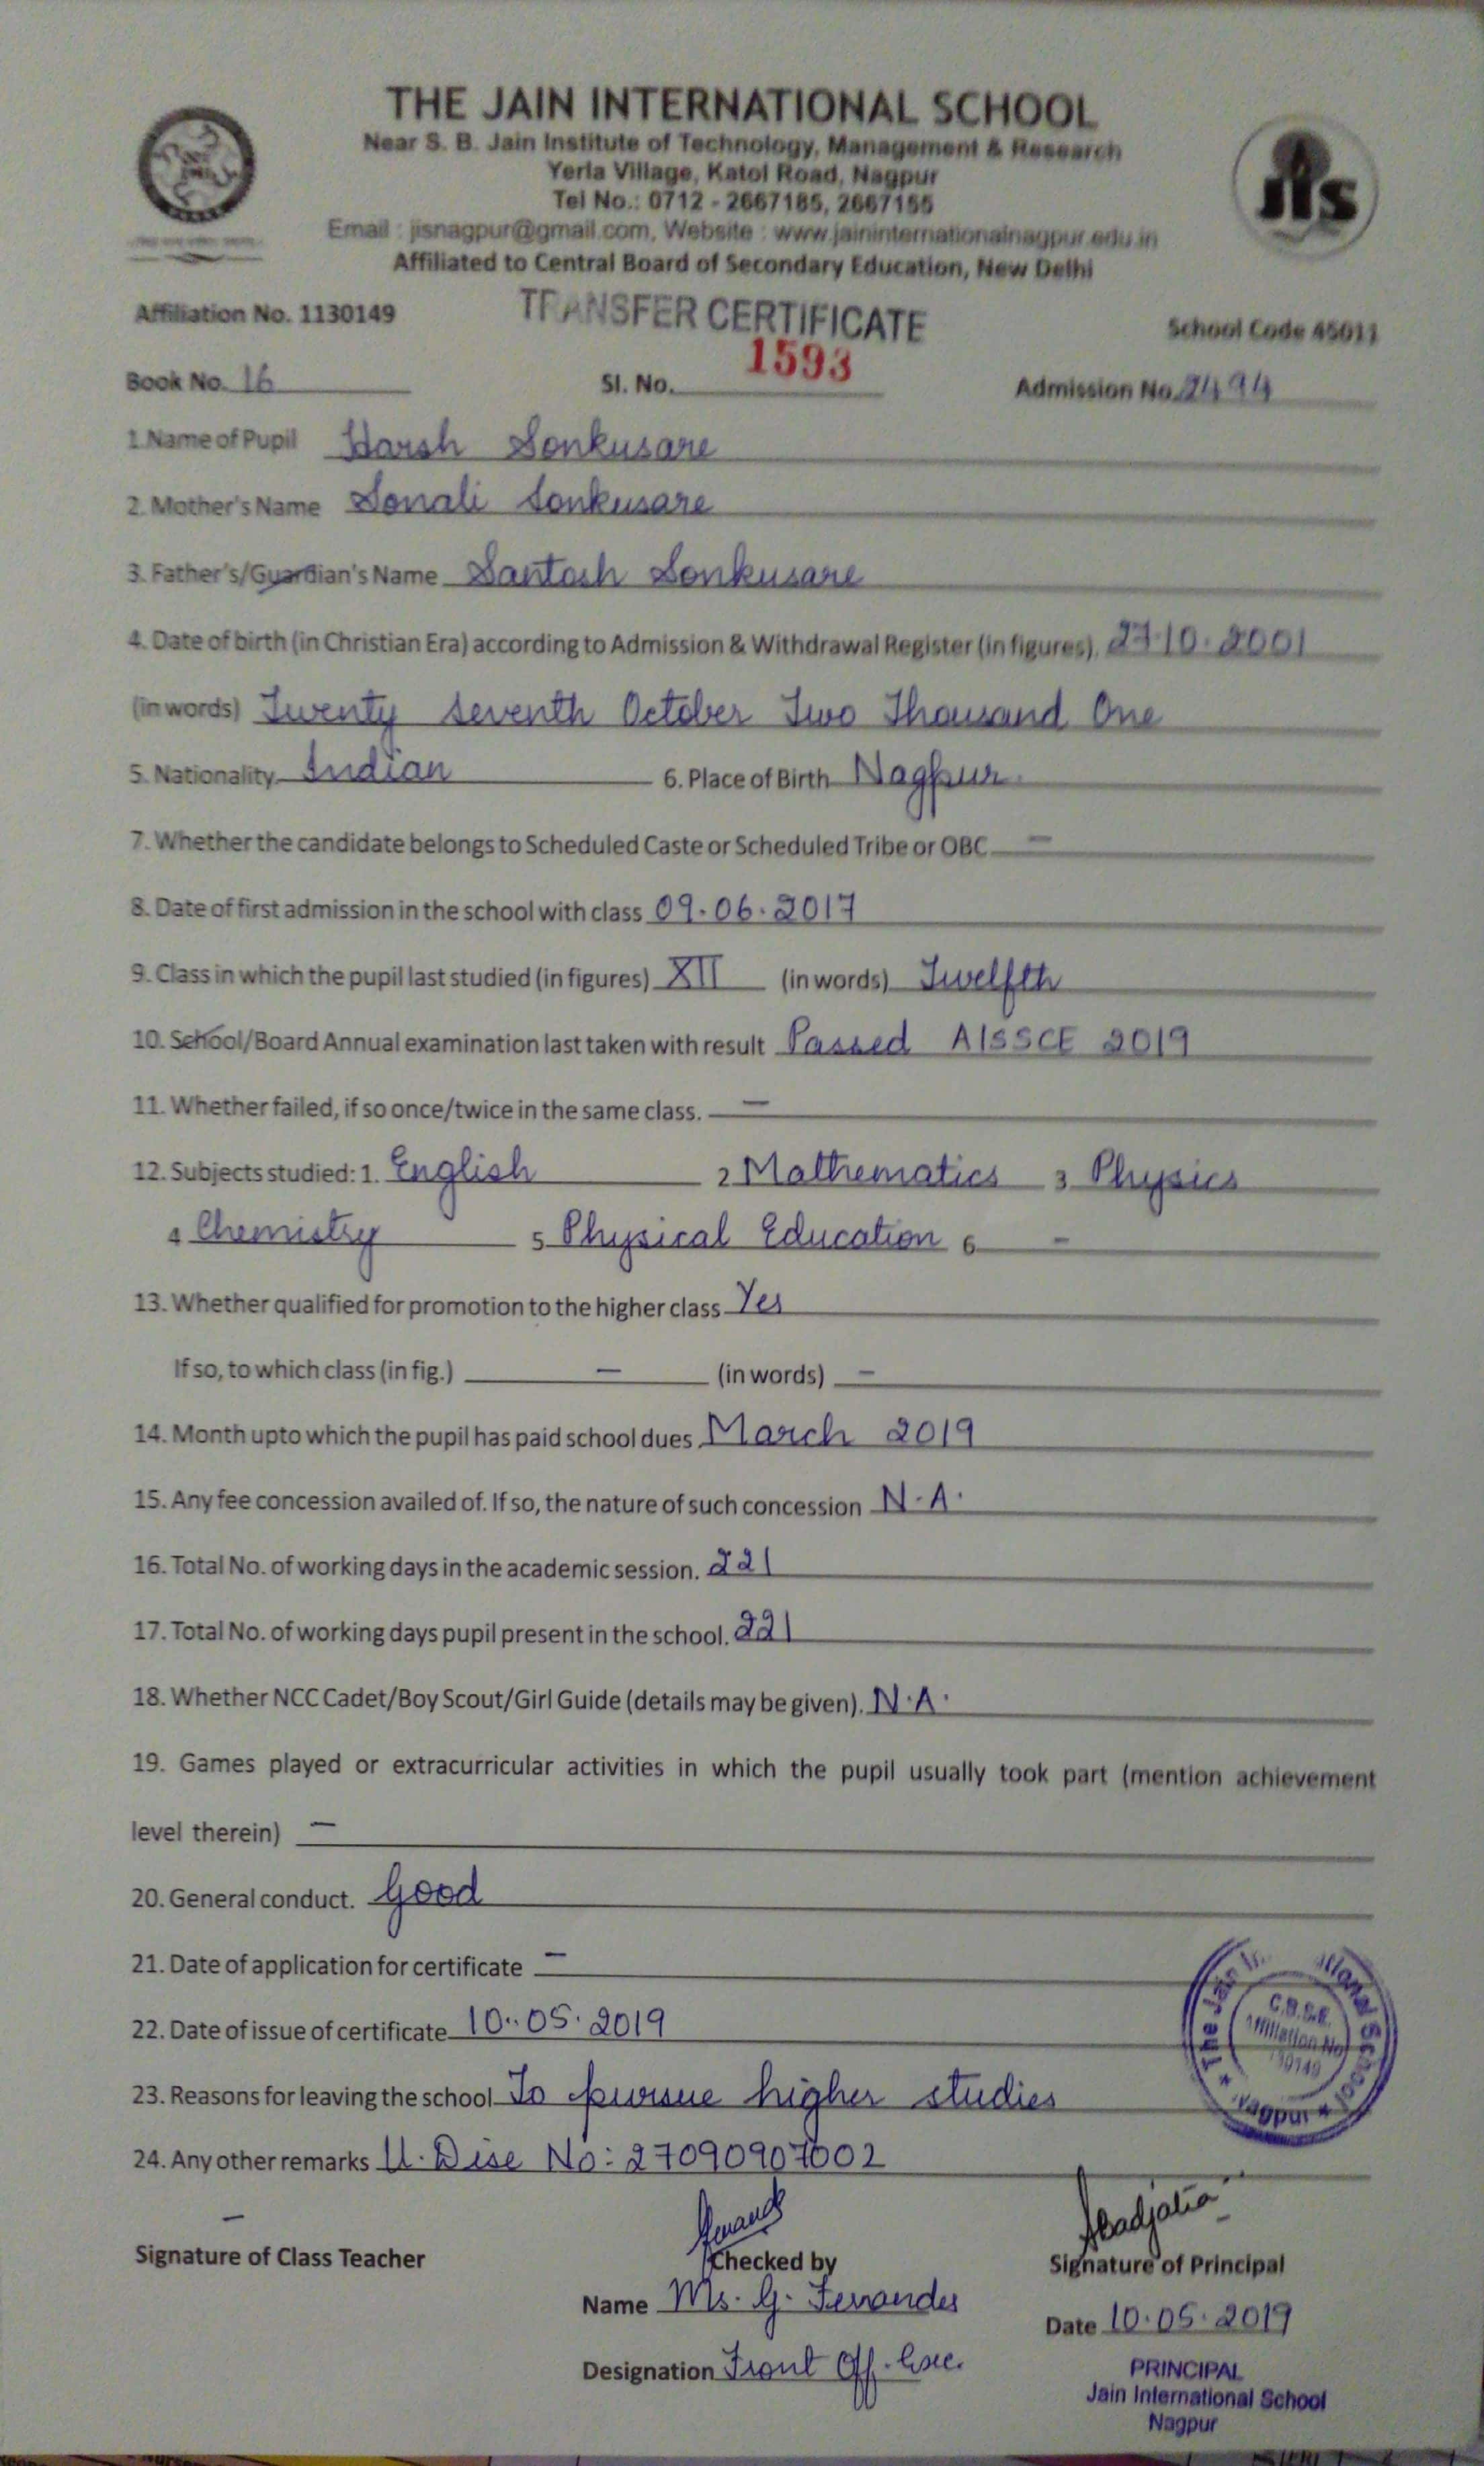 THE JAIN INTERNATIONAL SCHOOL
Near S. B. Jain Institute of Technology, Management & Research
Yerla Village, Katol Road, Nagpur
Tel No.: 0712 - 2667185, 2667155
Email : jisnagpur@gmail.com, Website : www.jaininternationalnagpur.edu.in
Affiliated to Central Board of Secondary Education, New Delhi
jis
Affiliation No. 1130149 TRANSFER CERTIFICATE School Code 45011
Book No. 16 Sl. No. 1593 Admission No. 2494
1. Name of Pupil Harsh Sonkusare
2. Mother's Name Sonali Sonkusare
3. Father's/Guardian's Name Santosh Sonkusare
4. Date of birth (in Christian Era) according to Admission & Withdrawal Register (in figures). 27.10.2001
(in words) Twenty Seventh October Two Thousand One
5. Nationality Indian 6. Place of Birth Nagpur.
7. Whether the candidate belongs to Scheduled Caste or Scheduled Tribe or OBC -
8. Date of first admission in the school with class 09.06.2017
9. Class in which the pupil last studied (in figures) XII (in words) Twelfth
10. School/Board Annual examination last taken with result Passed AISSCE 2019
11. Whether failed, if so once/twice in the same class. -
12. Subjects studied: 1. English 2 Mathematics 3 Physics
4 Chemistry 5 Physical Education 6 -
13. Whether qualified for promotion to the higher class Yes
If so, to which class (in fig.) - (in words) -
14. Month upto which the pupil has paid school dues March 2019
15. Any fee concession availed of. If so, the nature of such concession N.A.
16. Total No. of working days in the academic session. 221
17. Total No. of working days pupil present in the school. 221
18. Whether NCC Cadet/Boy Scout/Girl Guide (details may be given). N.A.
19. Games played or extracurricular activities in which the pupil usually took part (mention achievement
level therein) -
20. General conduct. Good
21. Date of application for certificate -
22. Date of issue of certificate 10.05.2019
23. Reasons for leaving the school To pursue higher studies
24. Any other remarks U. Dise No: 27090907002
-
Signature of Class Teacher Checked by Signature of Principal
Name Ms. G. Fernandes
Date 10.05.2019
Designation Front Off. Exec.
PRINCIPAL
Jain International School
Nagpur